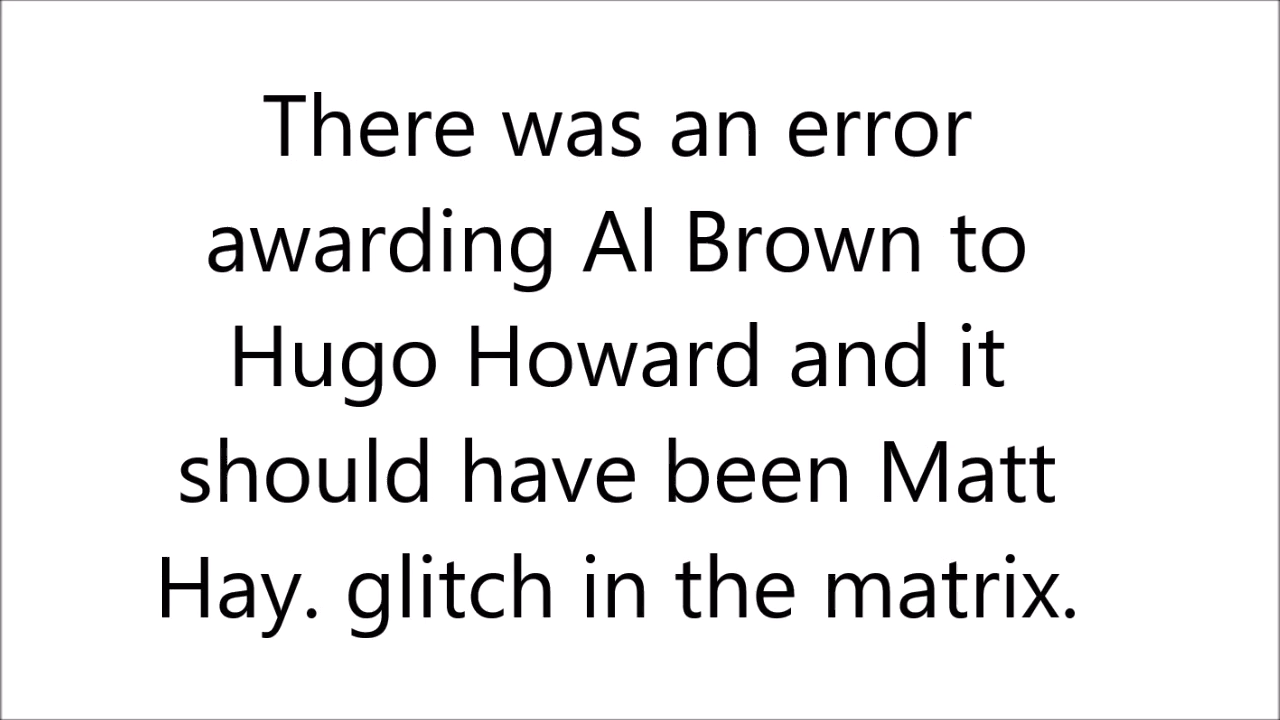 There was an error
awarding Al Brown to
Hugo Howard and it
should have been Matt
Hay. glitch in the matrix.